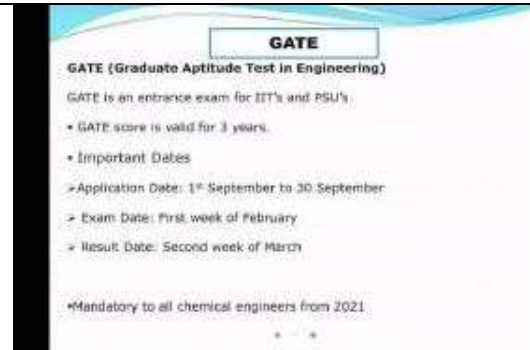 GATE
GATE (Graduate Aptitude Test in Engineering)
GATE is an entrance exam for IIT's and PSU's
• GATE score is valid for 3 years.
• Important Dates
➢Application Date: 1st September to 30 September
➢ Exam Date: First week of February
➢ Result Date: Second week of March
•Mandatory to all chemical engineers from 2021